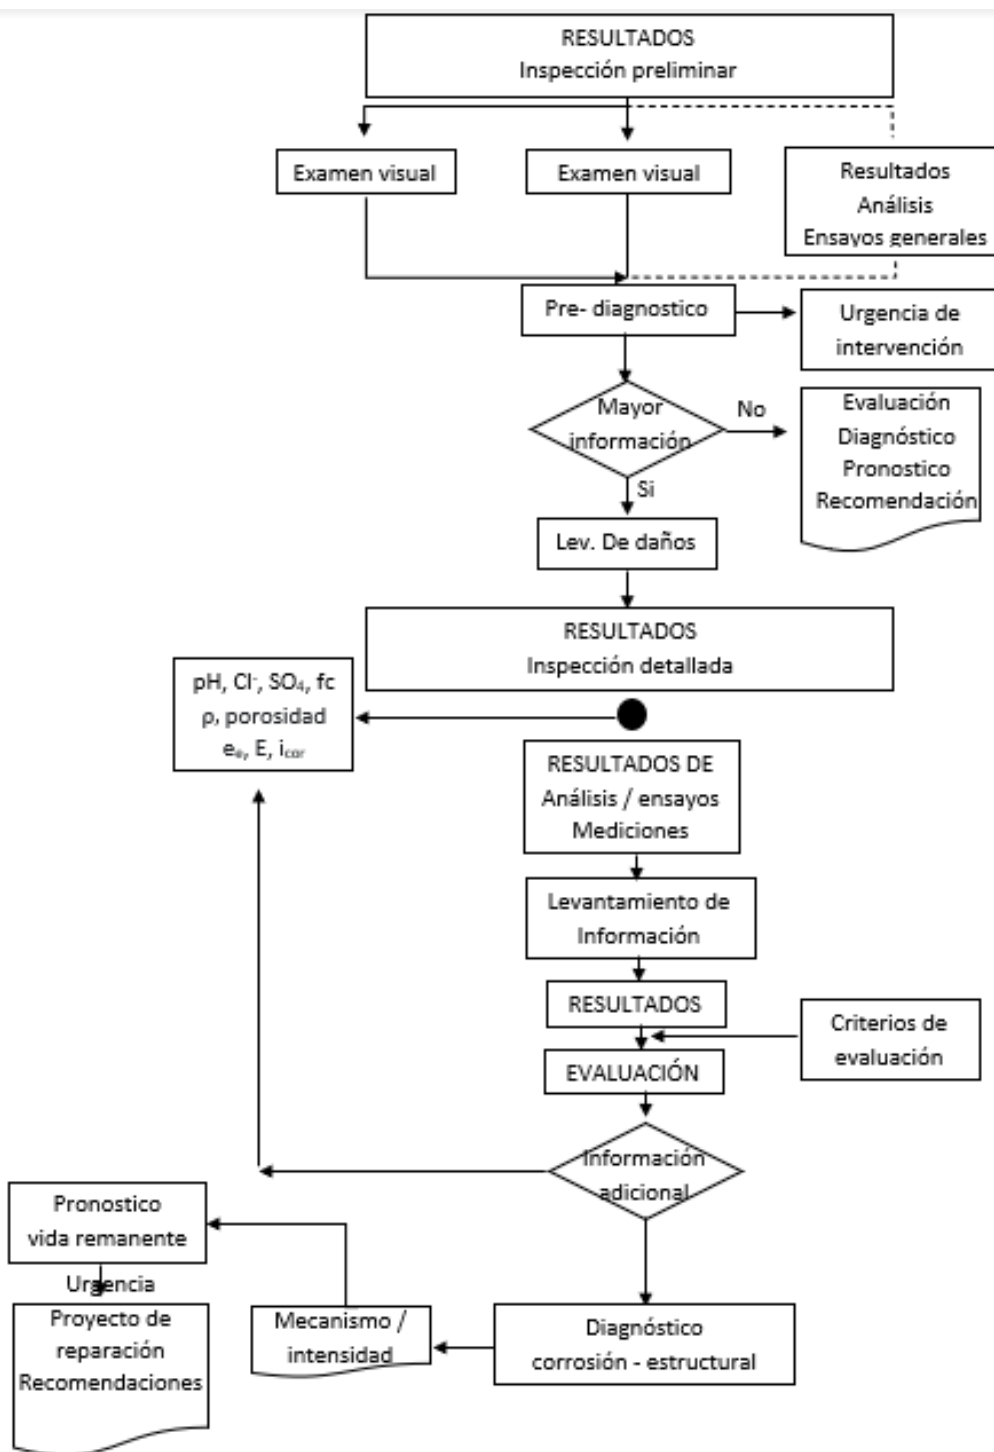 RESULTADOS
Inspección preliminar
Examen visual
Examen visual
Resultados
Análisis
Ensayos generales
Pre- diagnostico
Urgencia de
intervención
Mayor
información
No
Evaluación
Diagnóstico
Pronostico
Recomendación
Si
Lev. De daños
RESULTADOS
Inspección detallada
pH, Cl⁻, SO₄, fc
ρ, porosidad
eₑ, E, i_cor
RESULTADOS DE
Análisis / ensayos
Mediciones
Levantamiento de
Información
RESULTADOS
Criterios de
evaluación
EVALUACIÓN
Información
adicional
Pronostico
vida remanente
Urgencia
Proyecto de
reparación
Recomendaciones
Mecanismo /
intensidad
Diagnóstico
corrosión - estructural